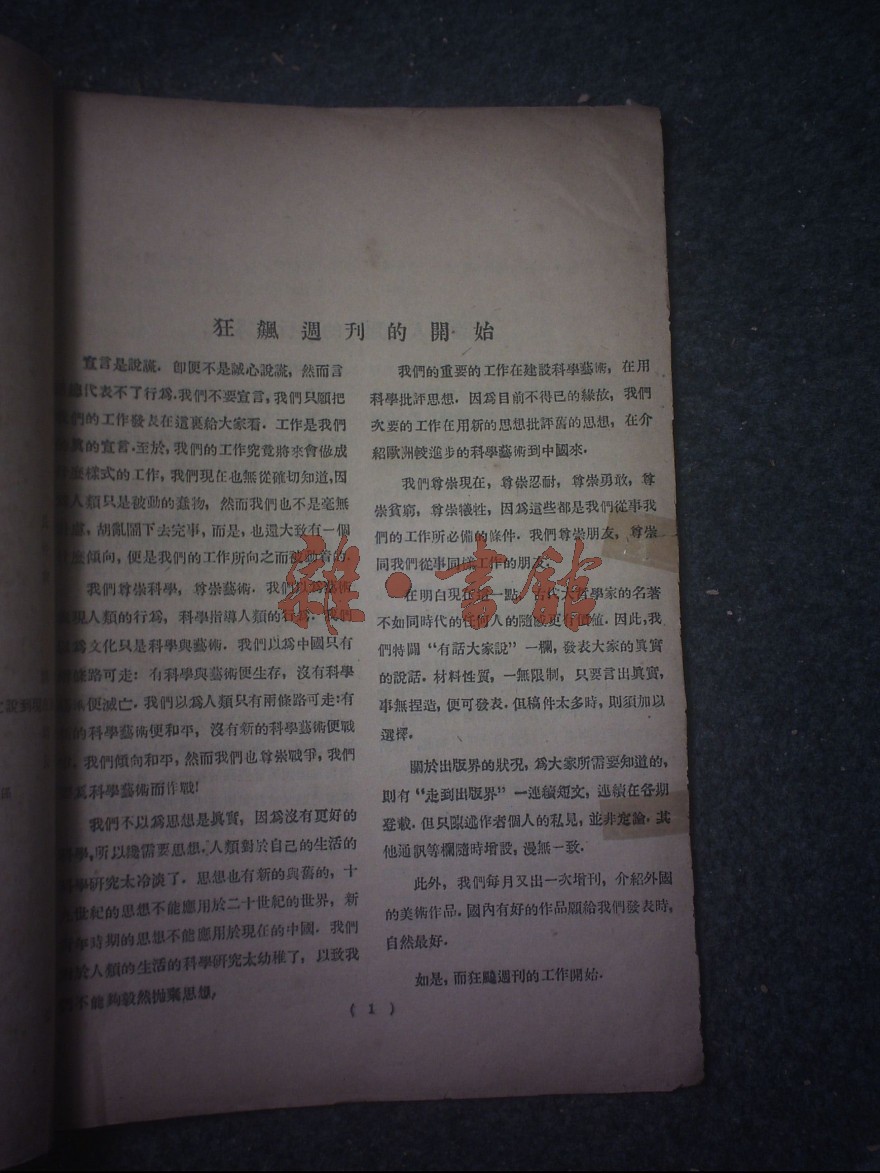 狂飆週刊的開始
宣言是說謊．卽便不是誠心說謊，然而言
代表不了行爲．我們不要宣言，我們只願把
們的工作發表在這裏給大家看．工作是我們
的宣言．至於，我們的工作究竟將來會做成
樣式的工作，我們現在也無從確切知道，因
人類只是被動的蠢物，然而我們也不是毫無
，胡亂鬧下去完事，而是，也還大致有一個
傾向，便是我們的工作所向之而被動着的．
我們尊崇科學，尊崇藝術．我們以爲藝術
現人類的行爲，科學指導人類的行爲．我們
爲文化只是科學與藝術．我們以爲中國只有
條路可走：有科學與藝術便生存，沒有科學
便滅亡．我們以爲人類只有兩條路可走：有
的科學藝術便和平，沒有新的科學藝術便戰
．我們傾向和平，然而我們也尊崇戰爭，我們
科學藝術而作戰！
我們不以爲思想是眞實，因爲沒有更好的
學，所以纔需要思想．人類對於自己的生活的
學研究太冷淡了．思想也有新的與舊的，十
世紀的思想不能應用於二十世紀的世界，新
年時期的思想不能應用於現在的中國．我們
於人類的生活的科學研究太幼稚了，以致我
不能夠毅然拋棄思想，
我們的重要的工作在建設科學藝術，在用
科學批評思想．因爲目前不得已的緣故，我們
次要的工作在用新的思想批評舊的思想，在介
紹歐洲較進步的科學藝術到中國來．
我們尊崇現在，尊崇忍耐，尊崇勇敢，尊
崇貧窮，尊崇犧牲，因爲這些都是我們從事我
們的工作所必備的條件．我們尊崇朋友，尊崇
同我們從事同樣工作的朋友．
在明白現在這一點，古代大哲學家的名著
不如同時代的任何人的隨談更有價値．因此，我
們特闢“有話大家說”一欄，發表大家的眞實
的說話．材料性質，一無限制，只要言出眞實，
事無捏造，便可發表．但稿件太多時，則須加以
選擇．
關於出版界的狀況，爲大家所需要知道的，
則有“走到出版界”一連續短文，連續在各期
登載．但只隙述作者個人的私見，並非定論．其
他通訊等欄隨時增設，漫無一致．
此外，我們每月又出一次增刊，介紹外國
的美術作品．國內有好的作品願給我們發表時，
自然最好．
如是，而狂飈週刊的工作開始．
( 1 )
雜·書館